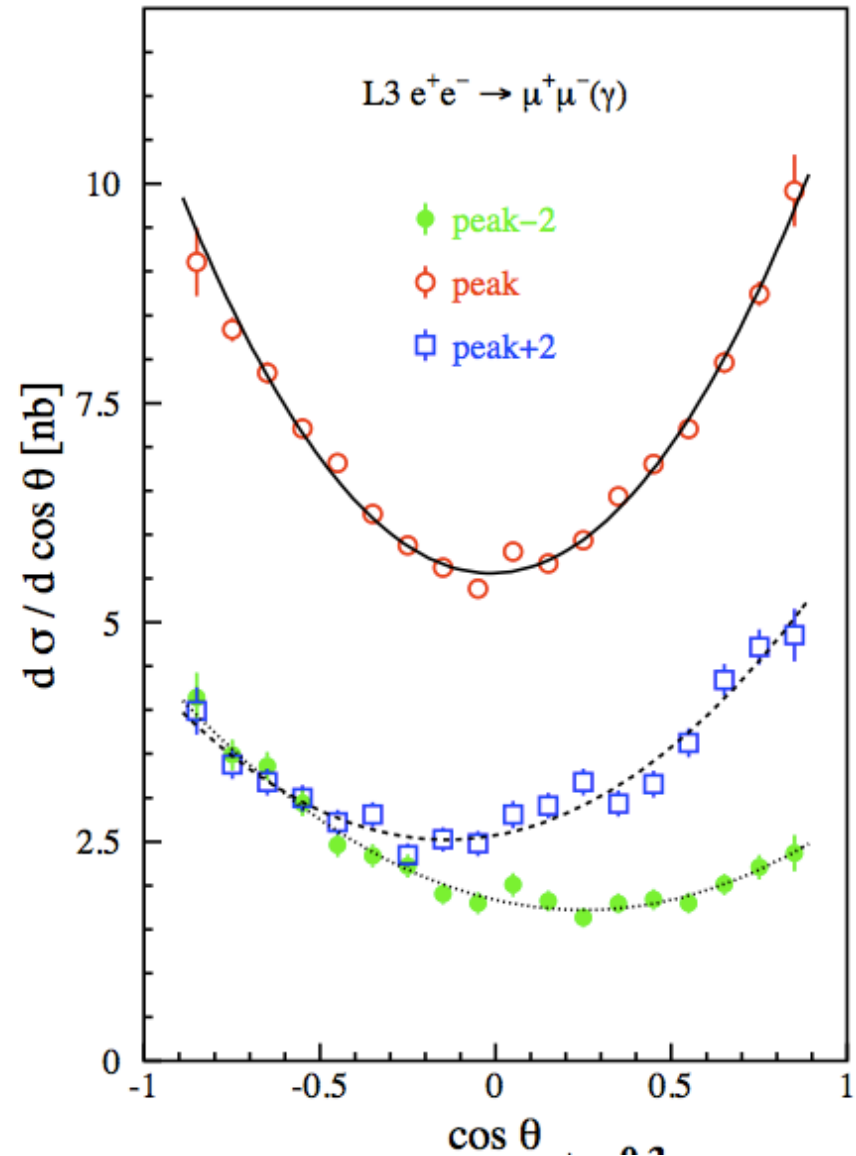 L3 e⁺e⁻ → μ⁺μ⁻(γ)
10
peak−2
peak
peak+2
7.5
d σ / d cos θ [nb]
5
2.5
0
-1 -0.5 0 0.5 1
cos θ